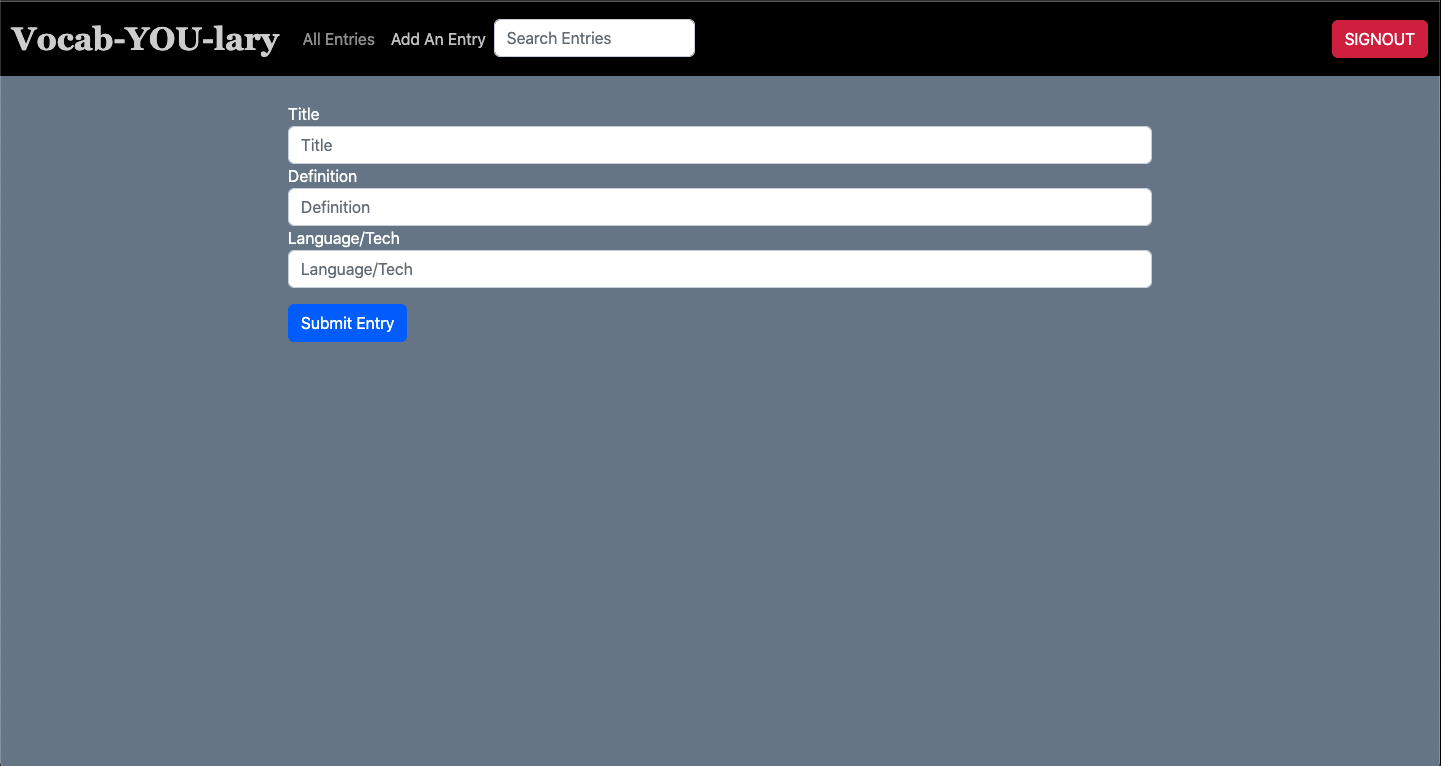 Vocab-YOU-lary All Entries Add An Entry Search Entries SIGNOUT
Title
Title
Definition
Definition
Language/Tech
Language/Tech
Submit Entry